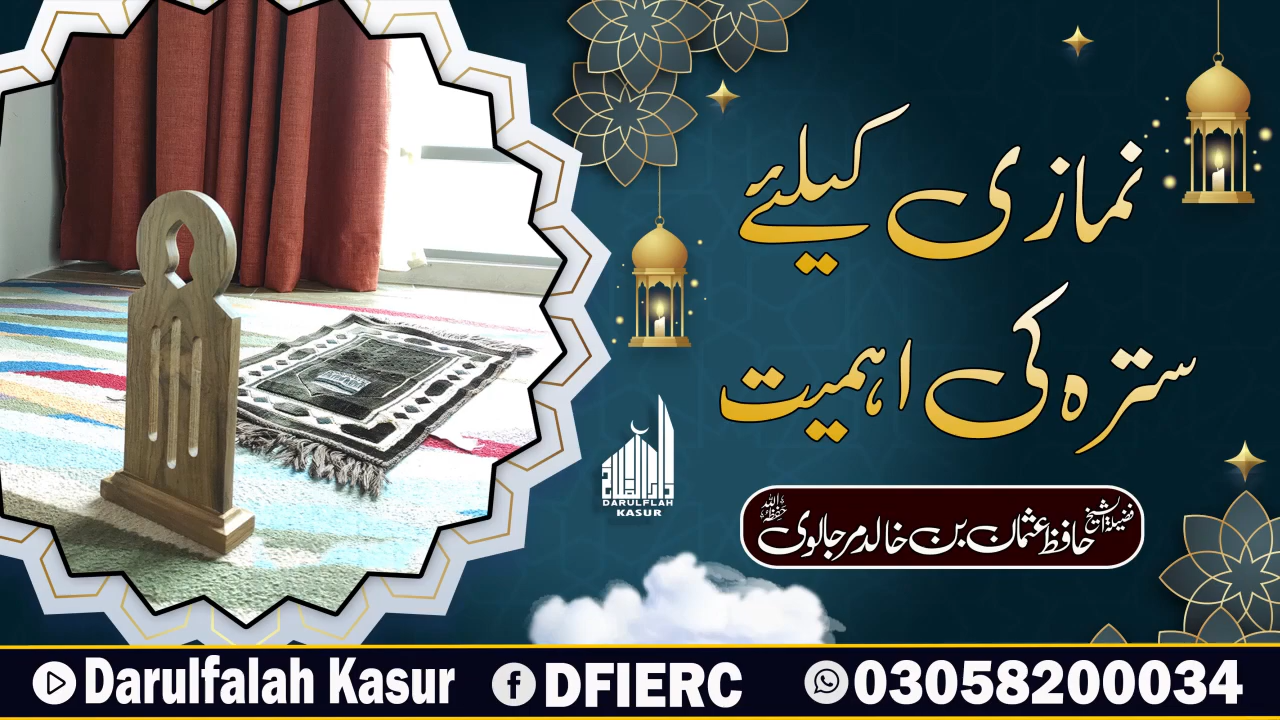 نمازی کیلئے
سترہ کی اہمیت
فضیلۃ الشیخ حافظ عثمان بن خالد مرجالوی حفظہ اللہ
دارالفلاح
DARULFLAH
KASUR
Darulfalah Kasur
DFIERC
03058200034